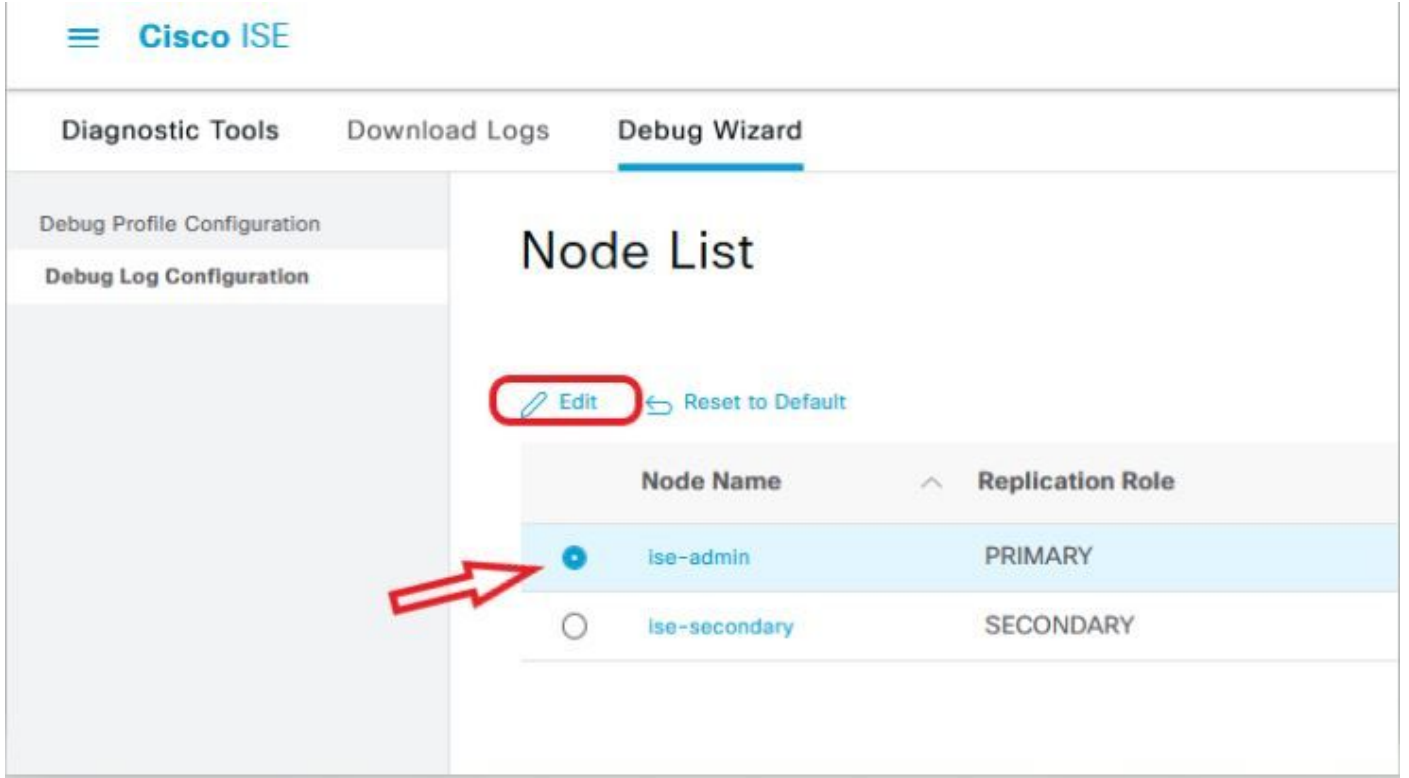 Cisco ISE
Diagnostic Tools Download Logs Debug Wizard
Debug Profile Configuration
Debug Log Configuration
Node List
Edit Reset to Default
Node Name Replication Role
ise-admin PRIMARY
ise-secondary SECONDARY